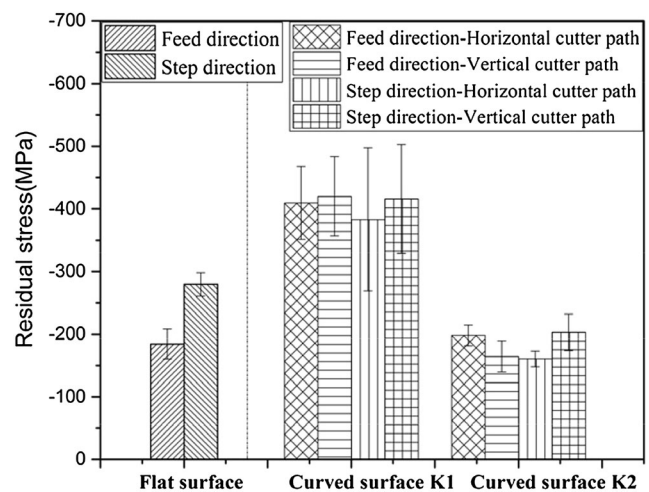 -700
-600
-500
-400
-300
-200
-100
0
Residual stress(MPa)
Feed direction
Step direction
Feed direction-Horizontal cutter path
Feed direction-Vertical cutter path
Step direction-Horizontal cutter path
Step direction-Vertical cutter path
Flat surface
Curved surface K1
Curved surface K2